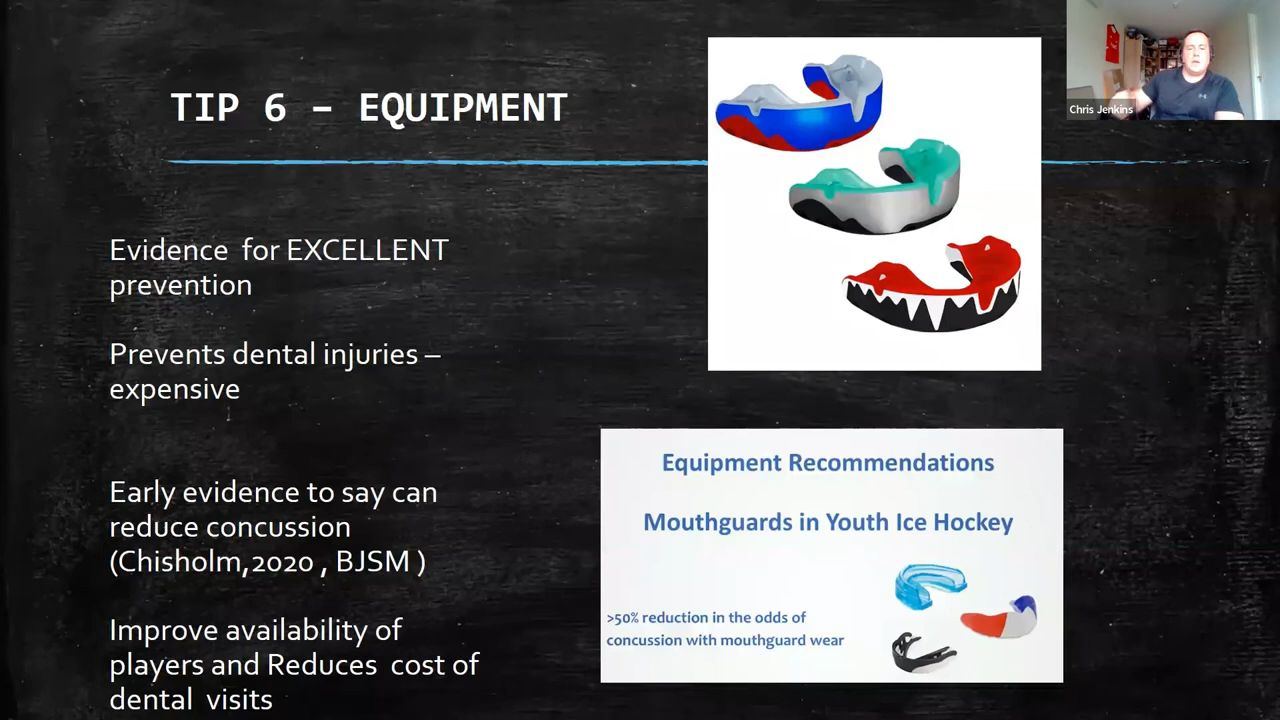 TIP 6 – EQUIPMENT
Chris Jenkins
Evidence  for EXCELLENT
prevention
Prevents dental injuries –
expensive
Early evidence to say can
reduce concussion
(Chisholm,2020 , BJSM )
Improve availability of
players and Reduces  cost of
dental  visits
Equipment Recommendations
Mouthguards in Youth Ice Hockey
>50% reduction in the odds of
concussion with mouthguard wear